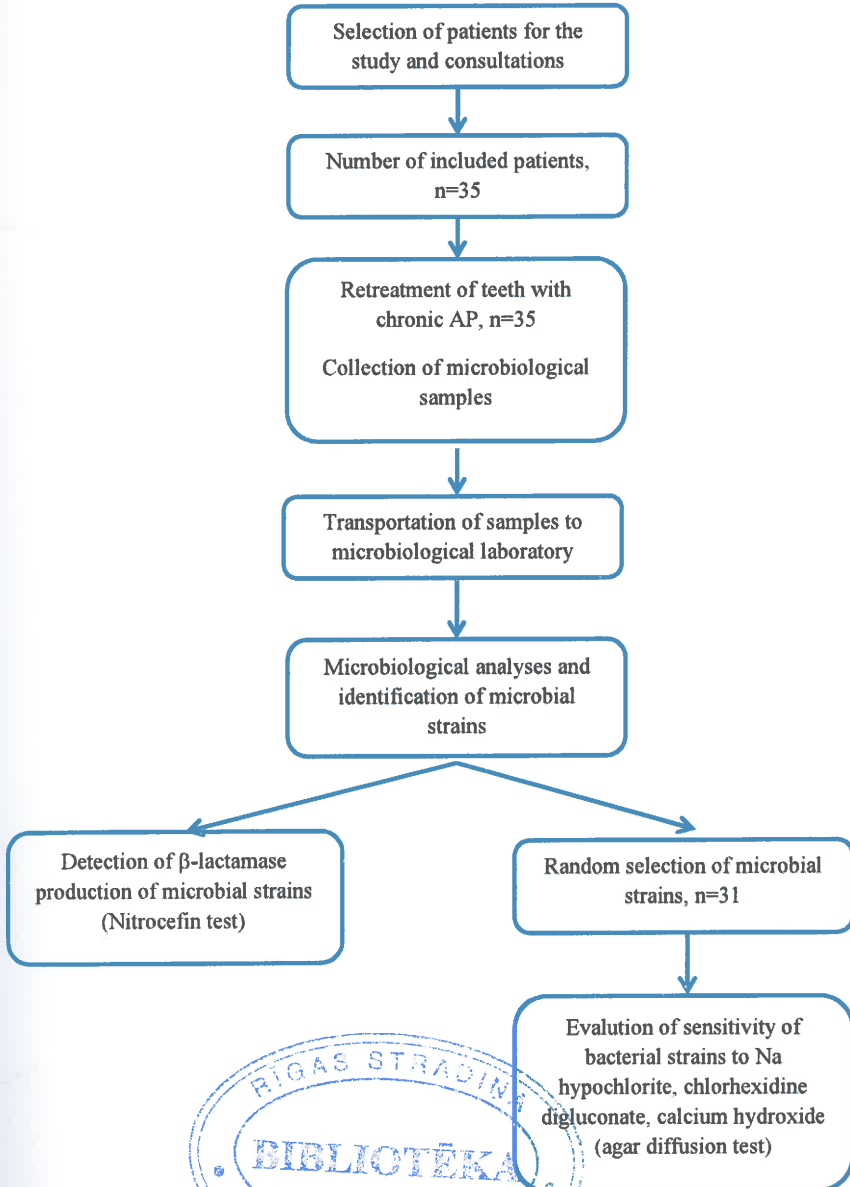 Selection of patients for the
study and consultations
Number of included patients,
n=35
Retreatment of teeth with
chronic AP, n=35
Collection of microbiological
samples
Transportation of samples to
microbiological laboratory
Microbiological analyses and
identification of microbial
strains
Detection of β-lactamase
production of microbial strains
(Nitrocefin test)
Random selection of microbial
strains, n=31
Evalution of sensitivity of
bacterial strains to Na
hypochlorite, chlorhexidine
digluconate, calcium hydroxide
(agar diffusion test)
RĪGAS STRADIŅA
BIBLIOTĒKA